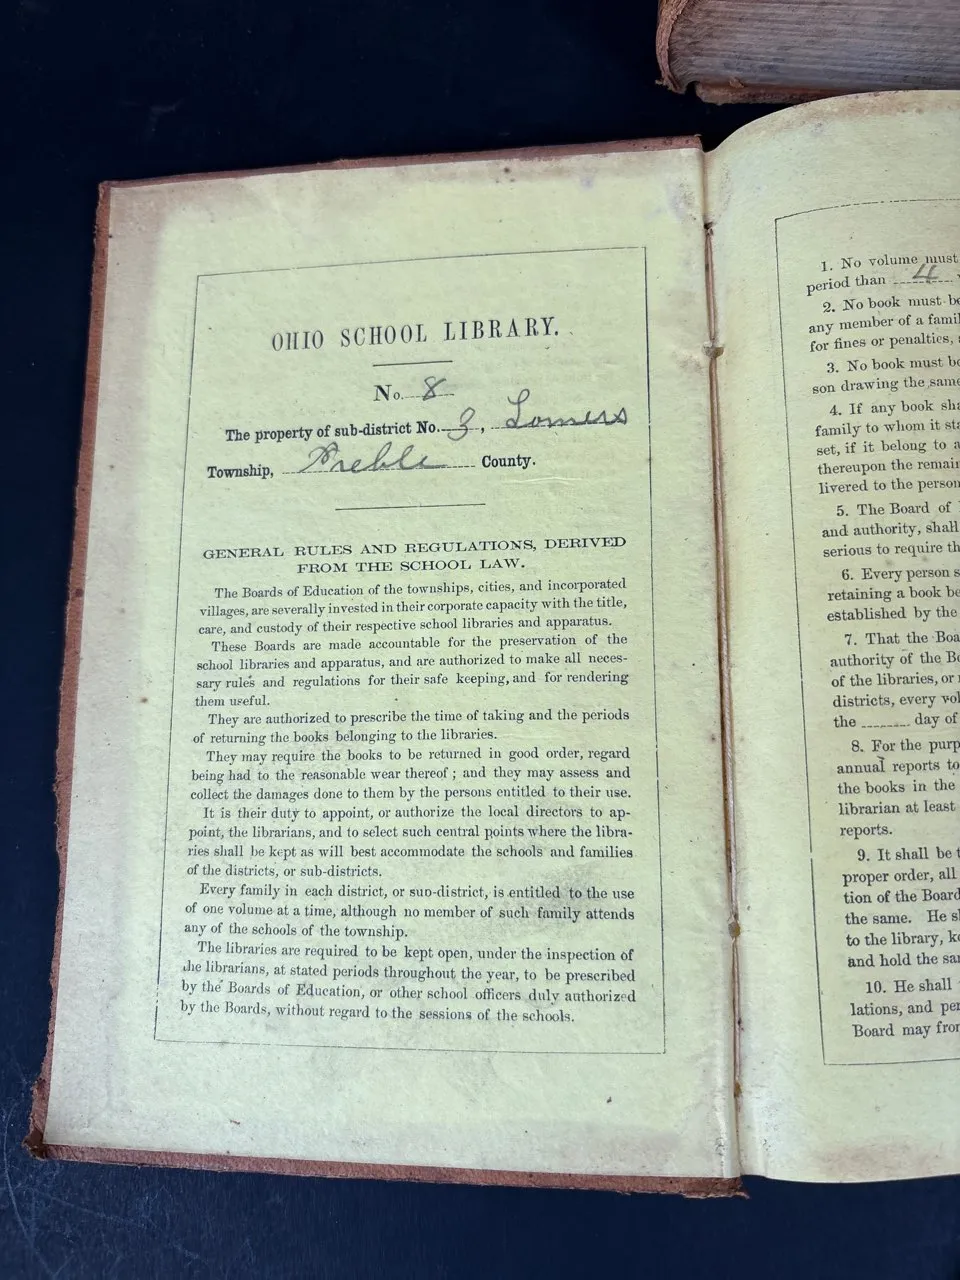 OHIO SCHOOL LIBRARY.
No. 8
The property of sub-district No. 3, Somers
Township, Preble County.
GENERAL RULES AND REGULATIONS, DERIVED
FROM THE SCHOOL LAW.
The Boards of Education of the townships, cities, and incorporated
villages, are severally invested in their corporate capacity with the title,
care, and custody of their respective school libraries and apparatus.
These Boards are made accountable for the preservation of the
school libraries and apparatus, and are authorized to make all neces-
sary rules and regulations for their safe keeping, and for rendering
them useful.
They are authorized to prescribe the time of taking and the periods
of returning the books belonging to the libraries.
They may require the books to be returned in good order, regard
being had to the reasonable wear thereof ; and they may assess and
collect the damages done to them by the persons entitled to their use.
It is their duty to appoint, or authorize the local directors to ap-
point, the librarians, and to select such central points where the libra-
ries shall be kept as will best accommodate the schools and families
of the districts, or sub-districts.
Every family in each district, or sub-district, is entitled to the use
of one volume at a time, although no member of such family attends
any of the schools of the township.
The libraries are required to be kept open, under the inspection of
the librarians, at stated periods throughout the year, to be prescribed
by the Boards of Education, or other school officers duly authorized
by the Boards, without regard to the sessions of the schools.
1. No volume must
period than 4
2. No book must be
any member of a famil
for fines or penalties,
3. No book must be
son drawing the same
4. If any book sha
family to whom it sta
set, if it belong to a
thereupon the remain
livered to the person
5. The Board of
and authority, shall
serious to require th
6. Every person s
retaining a book be
established by the
7. That the Boa
authority of the Bo
of the libraries, or
districts, every vol
the ........ day of
8. For the purp
annual reports to
the books in the
librarian at least
reports.
9. It shall be t
proper order, all
tion of the Board
the same. He sh
to the library, ke
and hold the sa
10. He shall
lations, and per
Board may from